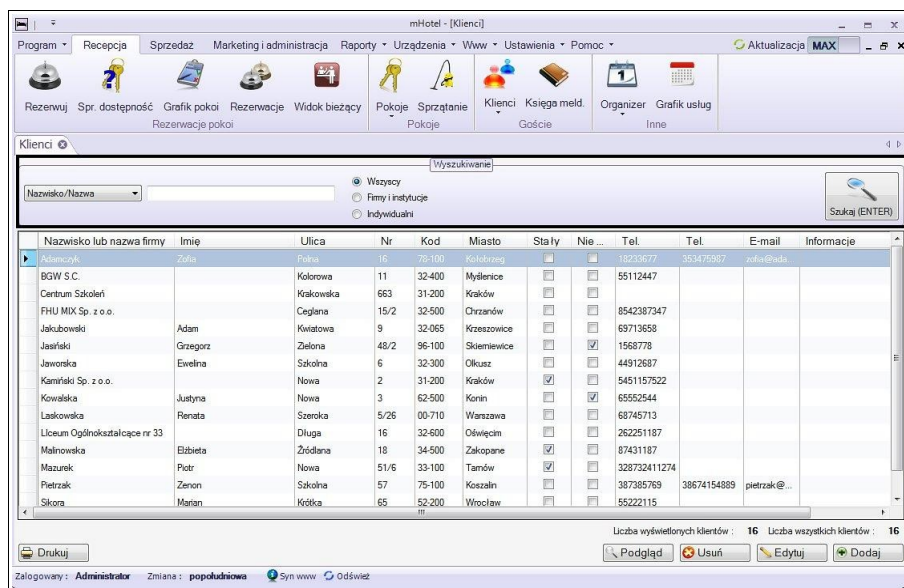 mHotel - [Klienci]
Program Recepcja Sprzedaż Marketing i administracja Raporty Urządzenia Www Ustawienia Pomoc Aktualizacja MAX
Rezerwuj Spr. dostępność Grafik pokoi Rezerwacje Widok bieżący Pokoje Sprzątanie Klienci Księga meld. Organizer Grafik usług
Rezerwacje pokoi Pokoje Goście Inne
Klienci
Wyszukiwanie
Wszyscy
Nazwisko/Nazwa Firmy i instytucje
Indywidualni
Szukaj (ENTER)
Nazwisko lub nazwa firmy Imię Ulica Nr Kod Miasto Stały Nie ... Tel. Tel. E-mail Informacje
Adamczyk Zofia Polna 16 78-100 Kołobrzeg 18233677 353475987 zofia@ada...
BGW S.C. Kolorowa 11 32-400 Myślenice 55112447
Centrum Szkoleń Krakowska 663 31-200 Kraków
FHU MIX Sp. z o.o. Ceglana 15/2 32-500 Chrzanów 8542387347
Jakubowski Adam Kwiatowa 9 32-065 Krzeszowice 69713658
Jasiński Grzegorz Zielona 48/2 96-100 Skierniewice 1568778
Jaworska Ewelina Szkolna 6 32-300 Olkusz 44912687
Kamiński Sp. z o.o. Nowa 2 31-200 Kraków 5451157522
Kowalska Justyna Nowa 3 62-500 Konin 65552544
Laskowska Renata Szeroka 5/26 00-710 Warszawa 68745713
LIceum Ogólnokształcące nr 33 Długa 16 32-600 Oświęcim 262251187
Malinowska Elżbieta Źródlana 18 34-500 Zakopane 87431187
Mazurek Piotr Nowa 51/6 33-100 Tarnów 328732411274
Pietrzak Zenon Szkolna 57 75-100 Koszalin 387385769 38674154889 pietrzak@...
Sikora Marian Krótka 65 52-200 Wrocław 55222115
Liczba wyświetlonych klientów : 16 Liczba wszystkich klientów : 16
Drukuj Podgląd Usuń Edytuj Dodaj
Zalogowany : Administrator Zmiana : popołudniowa Syn www Odśwież